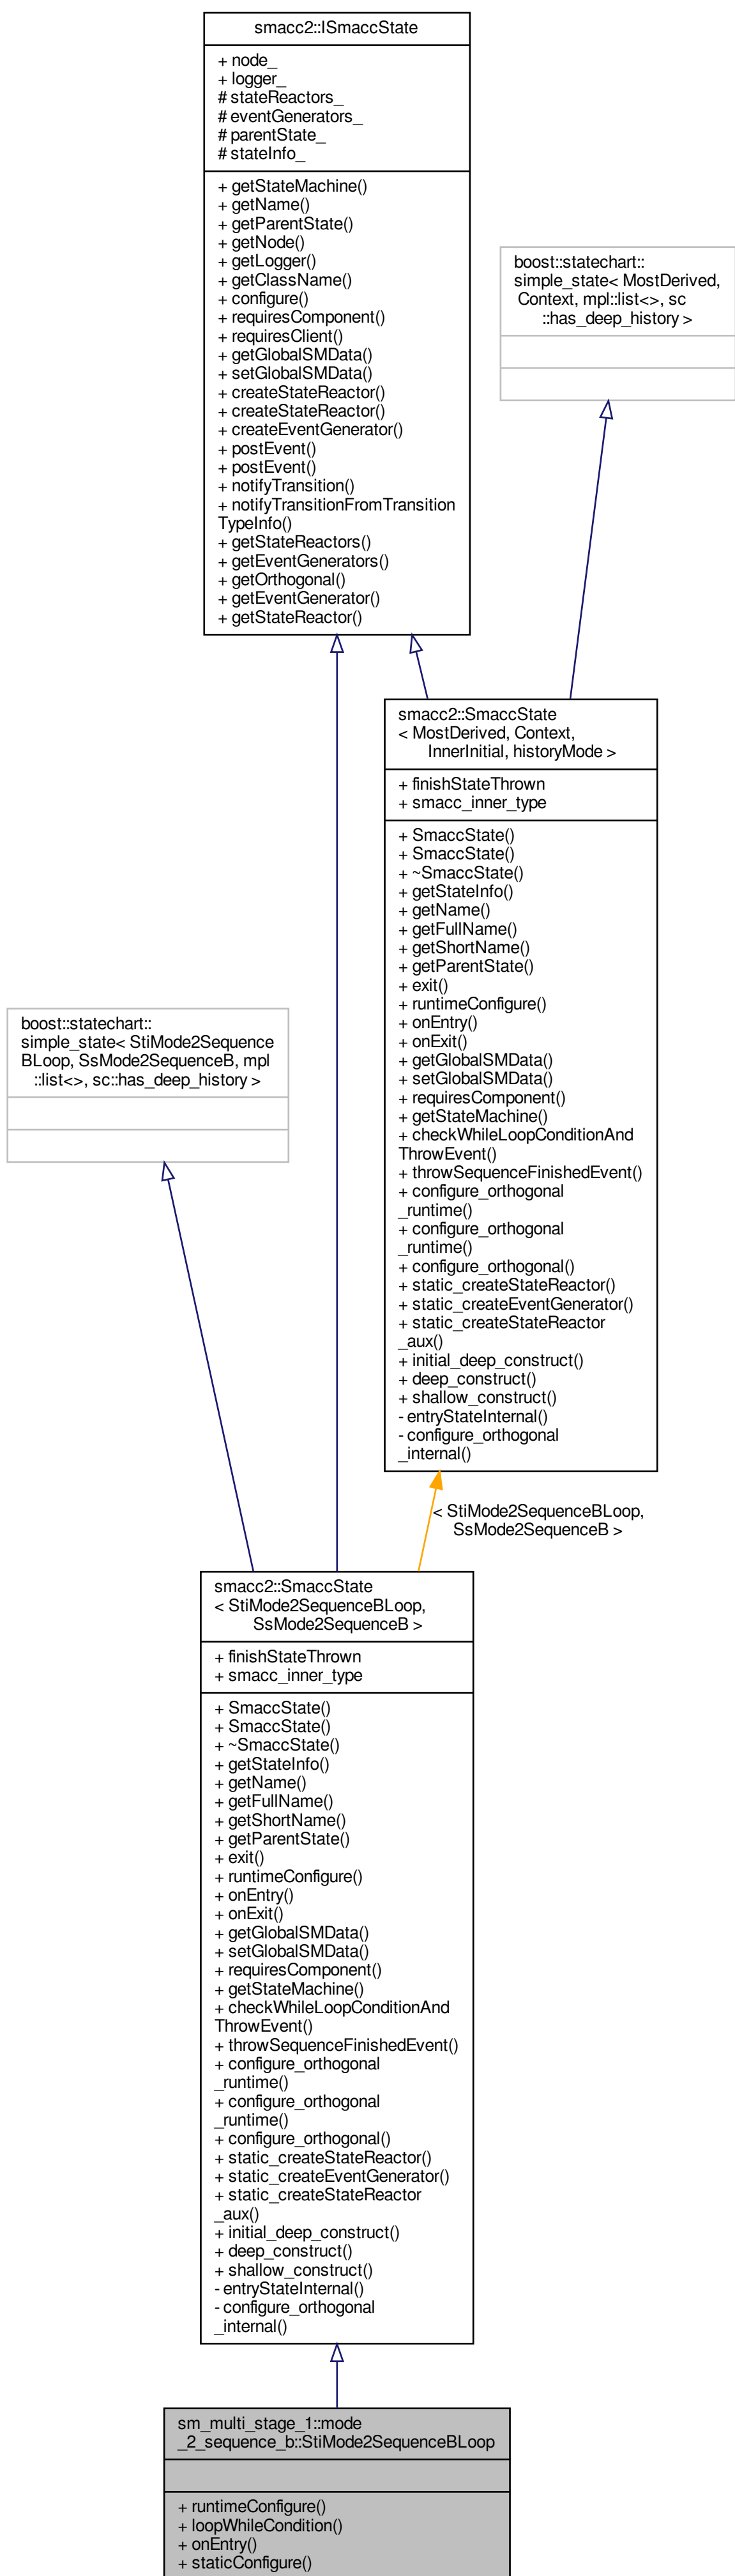 smacc2::ISmaccState
+ node_
+ logger_
# stateReactors_
# eventGenerators_
# parentState_
# stateInfo_
+ getStateMachine()
+ getName()
+ getParentState()
+ getNode()
+ getLogger()
+ getClassName()
+ configure()
+ requiresComponent()
+ requiresClient()
+ getGlobalSMData()
+ setGlobalSMData()
+ createStateReactor()
+ createStateReactor()
+ createEventGenerator()
+ postEvent()
+ postEvent()
+ notifyTransition()
+ notifyTransitionFromTransition
TypeInfo()
+ getStateReactors()
+ getEventGenerators()
+ getOrthogonal()
+ getEventGenerator()
+ getStateReactor()
boost::statechart::
simple_state< MostDerived,
Context, mpl::list<>, sc
::has_deep_history >
smacc2::SmaccState
< MostDerived, Context,
InnerInitial, historyMode >
+ finishStateThrown
+ smacc_inner_type
+ SmaccState()
+ SmaccState()
+ ~SmaccState()
+ getStateInfo()
+ getName()
+ getFullName()
+ getShortName()
+ getParentState()
+ exit()
+ runtimeConfigure()
+ onEntry()
+ onExit()
+ getGlobalSMData()
+ setGlobalSMData()
+ requiresComponent()
+ getStateMachine()
+ checkWhileLoopConditionAnd
ThrowEvent()
+ throwSequenceFinishedEvent()
+ configure_orthogonal
_runtime()
+ configure_orthogonal
_runtime()
+ configure_orthogonal()
+ static_createStateReactor()
+ static_createEventGenerator()
+ static_createStateReactor
_aux()
+ initial_deep_construct()
+ deep_construct()
+ shallow_construct()
- entryStateInternal()
- configure_orthogonal
_internal()
boost::statechart::
simple_state< StiMode2Sequence
BLoop, SsMode2SequenceB, mpl
::list<>, sc::has_deep_history >
< StiMode2SequenceBLoop,
SsMode2SequenceB >
smacc2::SmaccState
< StiMode2SequenceBLoop,
SsMode2SequenceB >
+ finishStateThrown
+ smacc_inner_type
+ SmaccState()
+ SmaccState()
+ ~SmaccState()
+ getStateInfo()
+ getName()
+ getFullName()
+ getShortName()
+ getParentState()
+ exit()
+ runtimeConfigure()
+ onEntry()
+ onExit()
+ getGlobalSMData()
+ setGlobalSMData()
+ requiresComponent()
+ getStateMachine()
+ checkWhileLoopConditionAnd
ThrowEvent()
+ throwSequenceFinishedEvent()
+ configure_orthogonal
_runtime()
+ configure_orthogonal
_runtime()
+ configure_orthogonal()
+ static_createStateReactor()
+ static_createEventGenerator()
+ static_createStateReactor
_aux()
+ initial_deep_construct()
+ deep_construct()
+ shallow_construct()
- entryStateInternal()
- configure_orthogonal
_internal()
sm_multi_stage_1::mode
_2_sequence_b::StiMode2SequenceBLoop
+ runtimeConfigure()
+ loopWhileCondition()
+ onEntry()
+ staticConfigure()